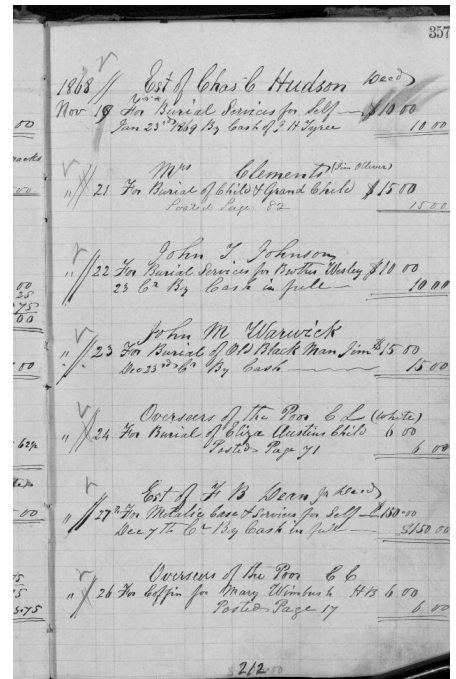 357
1868 // Est of Chas C Hudson Decd
Nov 19 For Burial Services for Self — $10.00
Jan 23rd 1869 By Cash of S H Tyree 10 00
Mrs Clements (Jim Oliver)
" // 21 For Burial of Child & Grand Child $15 00
Posted Page 82 15 00
John T Johnson
" // 22 For Burial Services for Brother Wesley $10 00
23 Cr By Cash in full — 10.00
John M Warwick
" // 23 For Burial of Old Black Man Jim $15 00
Dec 23rd Cr By Cash — 15 00
Overseers of the Poor C L (White)
" 24 For Burial of Eliza Austins Child 6 00
Posted Page 71 6 00
Est of F B Deane Jr Decd
" // 27th For Metalic Case & Services for Self — $150.00
Dec 7th Cr By Cash in full — $150 00
Overseers of the Poor C C
" 26 For Coffin for Mary Wimbush H B 6 00
Posted Page 17 6 00
212